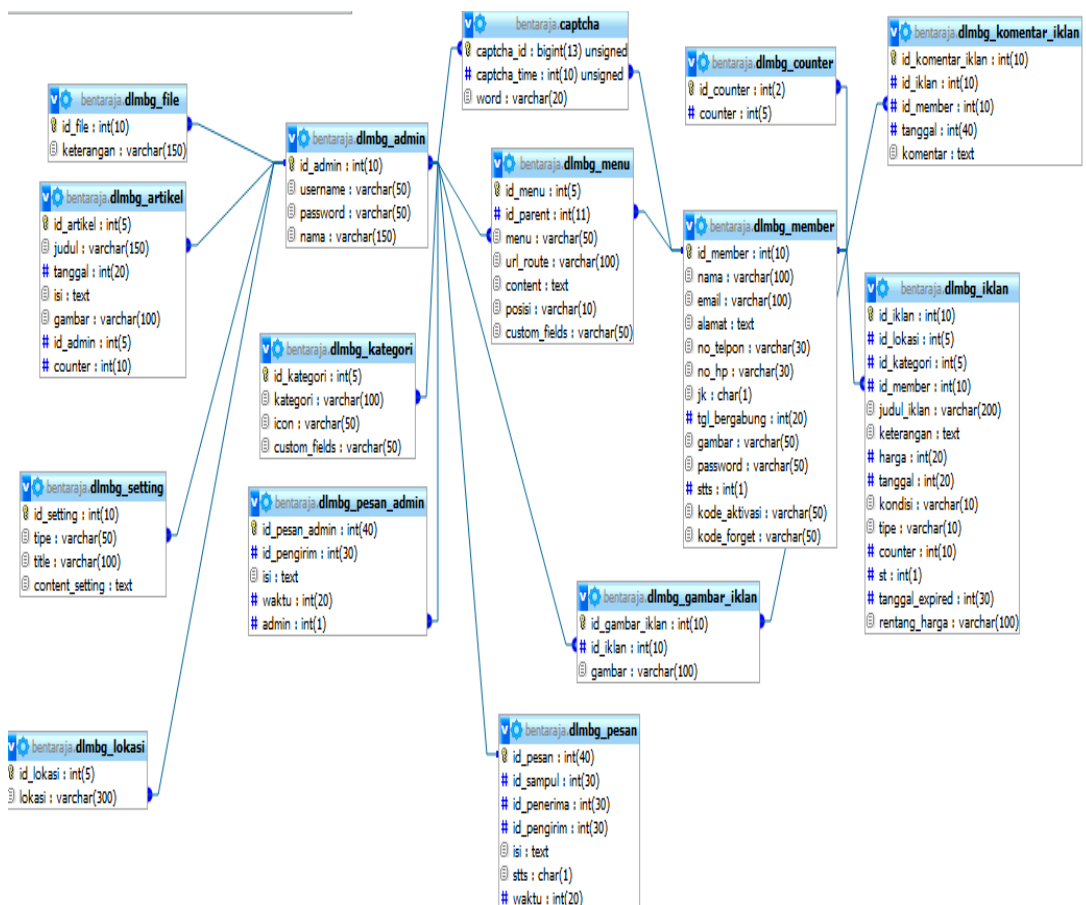 bentaraja.dlmbg_file
id_file : int(10)
keterangan : varchar(150)
bentaraja.dlmbg_artikel
id_artikel : int(5)
judul : varchar(150)
# tanggal : int(20)
isi : text
gambar : varchar(100)
# id_admin : int(5)
# counter : int(10)
bentaraja.dlmbg_setting
id_setting : int(10)
tipe : varchar(50)
title : varchar(100)
content_setting : text
bentaraja.dlmbg_lokasi
id_lokasi : int(5)
lokasi : varchar(300)
bentaraja.dlmbg_admin
id_admin : int(10)
username : varchar(50)
password : varchar(50)
nama : varchar(150)
bentaraja.dlmbg_kategori
id_kategori : int(5)
kategori : varchar(100)
icon : varchar(50)
custom_fields : varchar(50)
bentaraja.dlmbg_pesan_admin
id_pesan_admin : int(40)
# id_pengirim : int(30)
isi : text
# waktu : int(20)
# admin : int(1)
bentaraja.captcha
captcha_id : bigint(13) unsigned
# captcha_time : int(10) unsigned
word : varchar(20)
bentaraja.dlmbg_menu
id_menu : int(5)
# id_parent : int(11)
menu : varchar(50)
url_route : varchar(100)
content : text
posisi : varchar(10)
custom_fields : varchar(50)
bentaraja.dlmbg_gambar_iklan
id_gambar_iklan : int(10)
# id_iklan : int(10)
gambar : varchar(100)
bentaraja.dlmbg_pesan
id_pesan : int(40)
# id_sampul : int(30)
# id_penerima : int(30)
# id_pengirim : int(30)
isi : text
stts : char(1)
# waktu : int(20)
bentaraja.dlmbg_counter
id_counter : int(2)
# counter : int(5)
bentaraja.dlmbg_member
id_member : int(10)
nama : varchar(100)
email : varchar(100)
alamat : text
no_telpon : varchar(30)
no_hp : varchar(30)
jk : char(1)
# tgl_bergabung : int(20)
gambar : varchar(50)
password : varchar(50)
# stts : int(1)
kode_aktivasi : varchar(50)
kode_forget : varchar(50)
bentaraja.dlmbg_komentar_iklan
id_komentar_iklan : int(10)
# id_iklan : int(10)
# id_member : int(10)
# tanggal : int(40)
komentar : text
bentaraja.dlmbg_iklan
id_iklan : int(10)
# id_lokasi : int(5)
# id_kategori : int(5)
# id_member : int(10)
judul_iklan : varchar(200)
keterangan : text
# harga : int(20)
# tanggal : int(20)
kondisi : varchar(10)
tipe : varchar(10)
# counter : int(10)
# st : int(1)
# tanggal_expired : int(30)
rentang_harga : varchar(100)